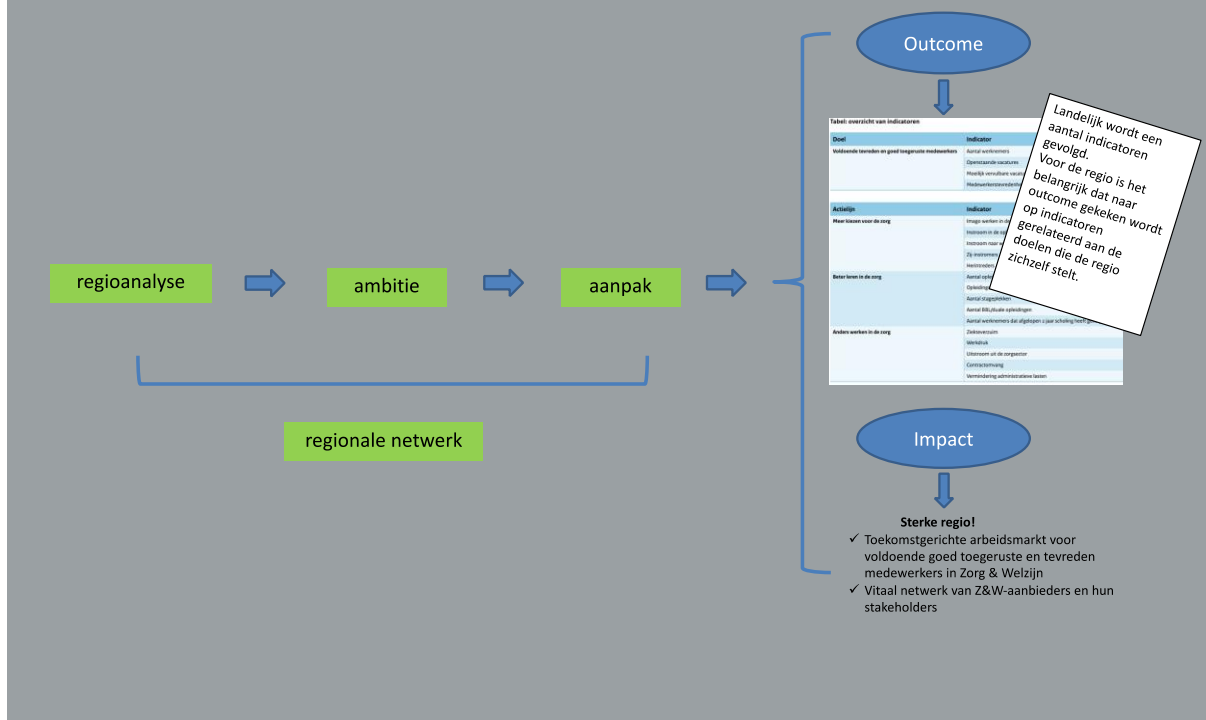 Outcome
Tabel: overzicht van indicatoren
Doel Indicator
Voldoende tevreden en goed toegeruste medewerkers Aantal werknemers
Openstaande vacatures
Moeilijk vervulbare
Actielijn Indicator
Meer kiezen voor de zorg Imago werken in de
Instroom in de
Instroom naar
Zij-instromers
Herintreders
Beter leren in de zorg Aantal
Aantal stageplekken
Aantal BBL/duale opleidingen
Aantal werknemers dat afgelopen 2 jaar scholing heeft
Anders werken in de zorg Ziekteverzuim
Werkdruk
Uitstroom uit de zorgsector
Contractomvang
Vermindering administratieve lasten
Landelijk wordt een
aantal indicatoren
gevolgd.
Voor de regio is het
belangrijk dat naar
outcome gekeken wordt
op indicatoren
gerelateerd aan de
doelen die de regio
zichzelf stelt.
regioanalyse
ambitie
aanpak
regionale netwerk
Impact
Sterke regio!
✓ Toekomstgerichte arbeidsmarkt voor
voldoende goed toegeruste en tevreden
medewerkers in Zorg & Welzijn
✓ Vitaal netwerk van Z&W-aanbieders en hun
stakeholders